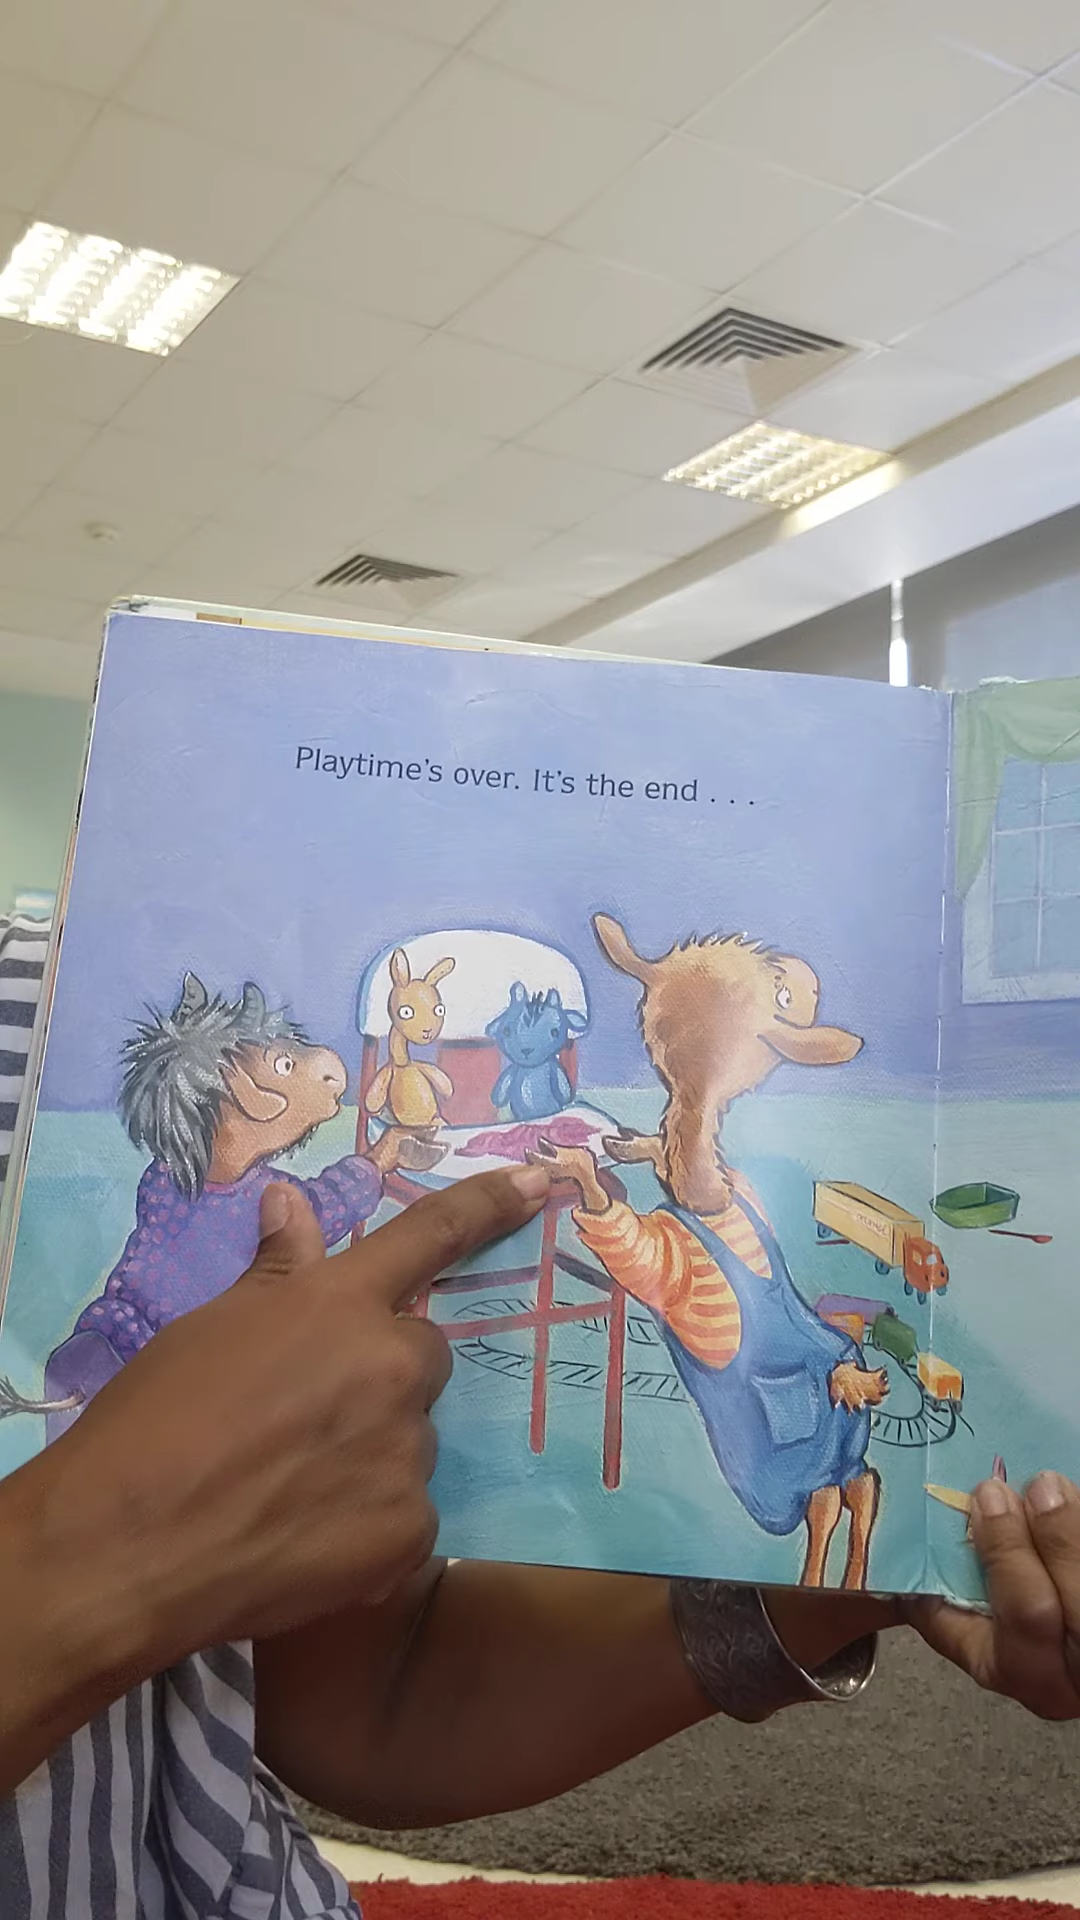 Playtime's over. It's the end . . .